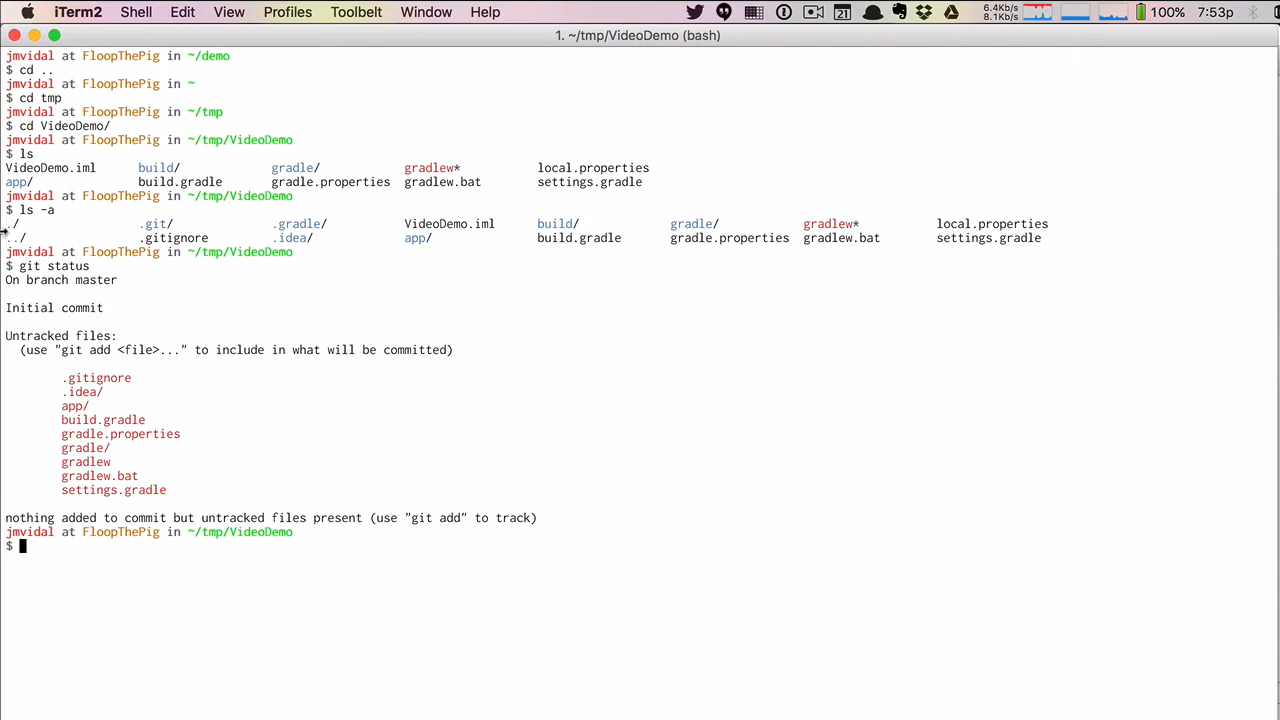 iTerm2 Shell Edit View Profiles Toolbelt Window Help 21 6.4Kb/s 8.1Kb/s 100% 7:53p
1. ~/tmp/VideoDemo (bash)
jmvidal at FloopThePig in ~/demo
$ cd ..
jmvidal at FloopThePig in ~
$ cd tmp
jmvidal at FloopThePig in ~/tmp
$ cd VideoDemo/
jmvidal at FloopThePig in ~/tmp/VideoDemo
$ ls
VideoDemo.iml build/ gradle/ gradlew* local.properties
app/ build.gradle gradle.properties gradlew.bat settings.gradle
jmvidal at FloopThePig in ~/tmp/VideoDemo
$ ls -a
./ .git/ .gradle/ VideoDemo.iml build/ gradle/ gradlew* local.properties
../ .gitignore .idea/ app/ build.gradle gradle.properties gradlew.bat settings.gradle
jmvidal at FloopThePig in ~/tmp/VideoDemo
$ git status
On branch master
Initial commit
Untracked files:
(use "git add <file>..." to include in what will be committed)
.gitignore
.idea/
app/
build.gradle
gradle.properties
gradle/
gradlew
gradlew.bat
settings.gradle
nothing added to commit but untracked files present (use "git add" to track)
jmvidal at FloopThePig in ~/tmp/VideoDemo
$